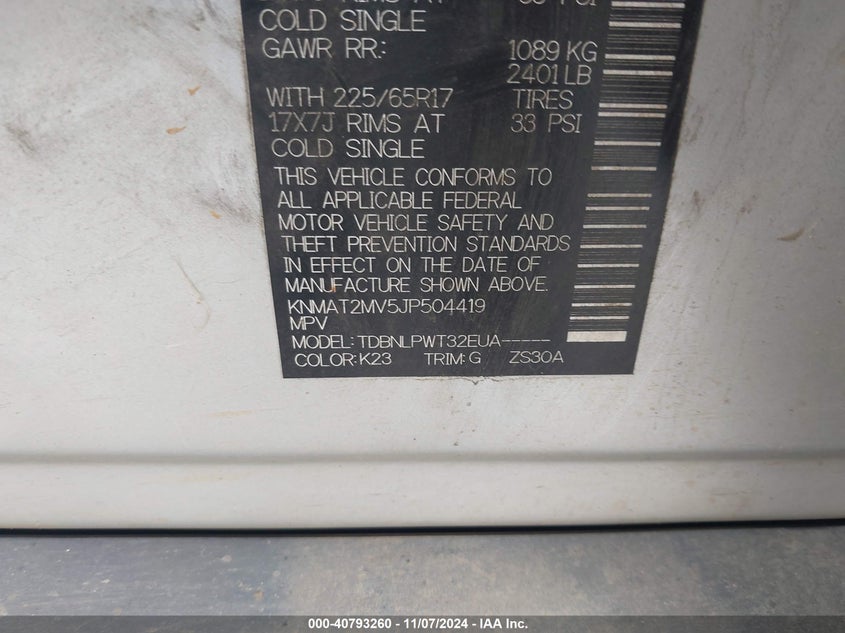 COLD SINGLE
GAWR RR: 1089 KG
2401 LB
WITH 225/65R17 TIRES
17X7J RIMS AT 33 PSI
COLD SINGLE
THIS VEHICLE CONFORMS TO
ALL APPLICABLE FEDERAL
MOTOR VEHICLE SAFETY AND
THEFT PREVENTION STANDARDS
IN EFFECT ON THE DATE OF
MANUFACTURE SHOWN ABOVE.
KNMAT2MV5JP504419
MPV
MODEL: TDBNLPWT32EUA-----
COLOR: K23 TRIM: G ZS30A
000-40793260 - 11/07/2024 - IAA Inc.